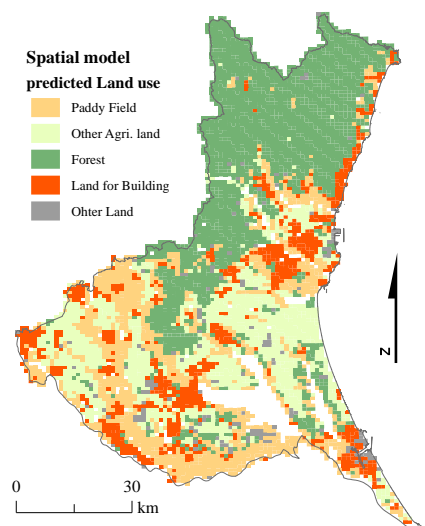 Spatial model
predicted Land use
Paddy Field
Other Agri. land
Forest
Land for Building
Ohter Land
N
0 30
km